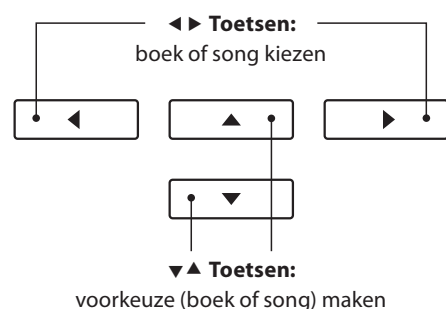 ◀ ▶ Toetsen:
boek of song kiezen
◀ ▲ ▶
▼
▼▲ Toetsen:
voorkeuze (boek of song) maken